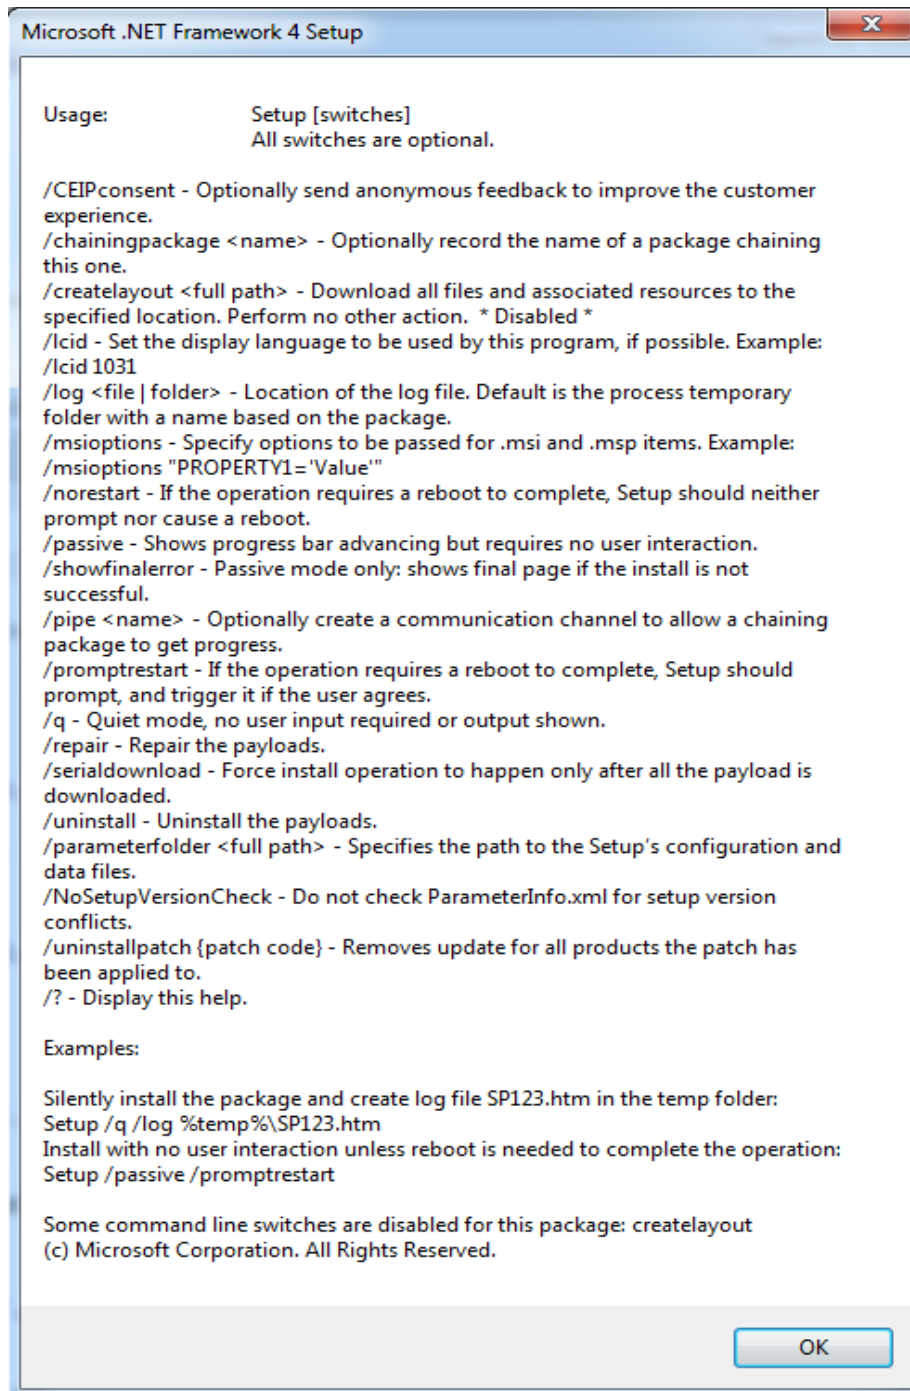 Microsoft .NET Framework 4 Setup
Usage: Setup [switches]
All switches are optional.
/CEIPconsent - Optionally send anonymous feedback to improve the customer
experience.
/chainingpackage <name> - Optionally record the name of a package chaining
this one.
/createlayout <full path> - Download all files and associated resources to the
specified location. Perform no other action.  * Disabled *
/lcid - Set the display language to be used by this program, if possible. Example:
/lcid 1031
/log <file | folder> - Location of the log file. Default is the process temporary
folder with a name based on the package.
/msioptions - Specify options to be passed for .msi and .msp items. Example:
/msioptions "PROPERTY1='Value'"
/norestart - If the operation requires a reboot to complete, Setup should neither
prompt nor cause a reboot.
/passive - Shows progress bar advancing but requires no user interaction.
/showfinalerror - Passive mode only: shows final page if the install is not
successful.
/pipe <name> - Optionally create a communication channel to allow a chaining
package to get progress.
/promptrestart - If the operation requires a reboot to complete, Setup should
prompt, and trigger it if the user agrees.
/q - Quiet mode, no user input required or output shown.
/repair - Repair the payloads.
/serialdownload - Force install operation to happen only after all the payload is
downloaded.
/uninstall - Uninstall the payloads.
/parameterfolder <full path> - Specifies the path to the Setup's configuration and
data files.
/NoSetupVersionCheck - Do not check ParameterInfo.xml for setup version
conflicts.
/uninstallpatch {patch code} - Removes update for all products the patch has
been applied to.
/? - Display this help.
Examples:
Silently install the package and create log file SP123.htm in the temp folder:
Setup /q /log %temp%\SP123.htm
Install with no user interaction unless reboot is needed to complete the operation:
Setup /passive /promptrestart
Some command line switches are disabled for this package: createlayout
(c) Microsoft Corporation. All Rights Reserved.
OK